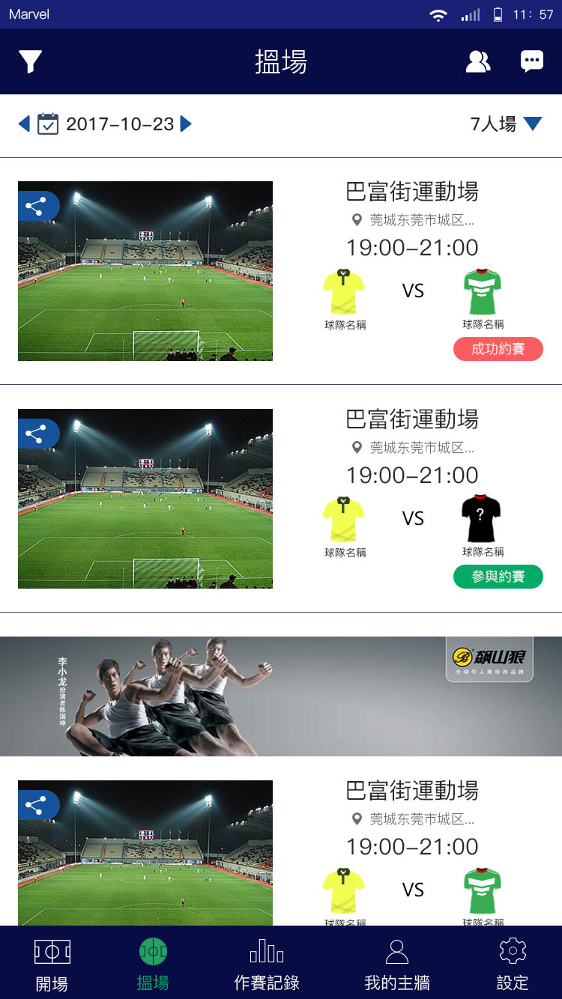 Marvel
11: 57
搵場
2017-10-23
7人場
巴富街運動場
莞城东莞市城区...
19:00-21:00
VS
球隊名稱
球隊名稱
成功約賽
巴富街運動場
莞城东莞市城区...
19:00-21:00
?
VS
球隊名稱
球隊名稱
參與約賽
李小龙扮演者陈国坤
飙山狼
全球华人期待的品牌
巴富街運動場
莞城东莞市城区...
19:00-21:00
VS
球隊名稱
球隊名稱
開場
搵場
作賽記錄
我的主牆
設定